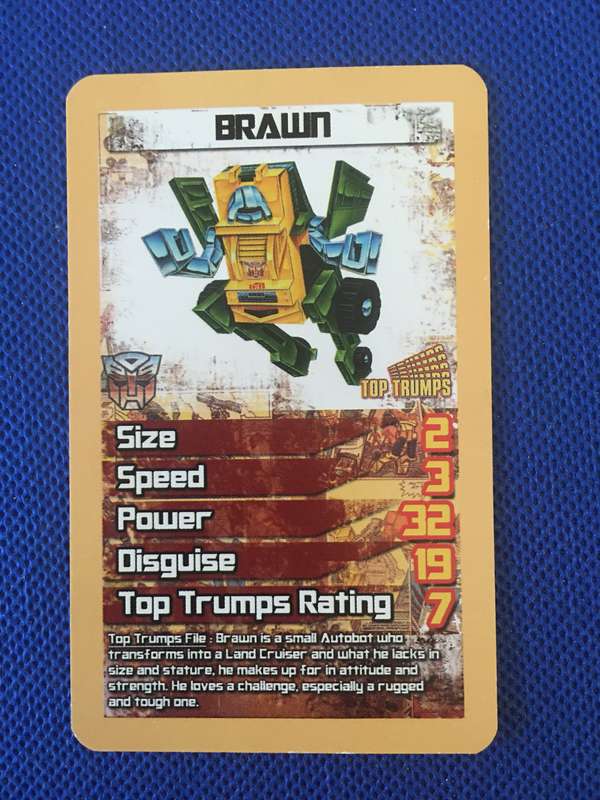 BRAWN
TOP TRUMPS
Size 2
Speed 3
Power 32
Disguise 19
Top Trumps Rating 7
Top Trumps File : Brawn is a small Autobot who
transforms into a Land Cruiser and what he lacks in
size and stature, he makes up for in attitude and
strength. He loves a challenge, especially a rugged
and tough one.